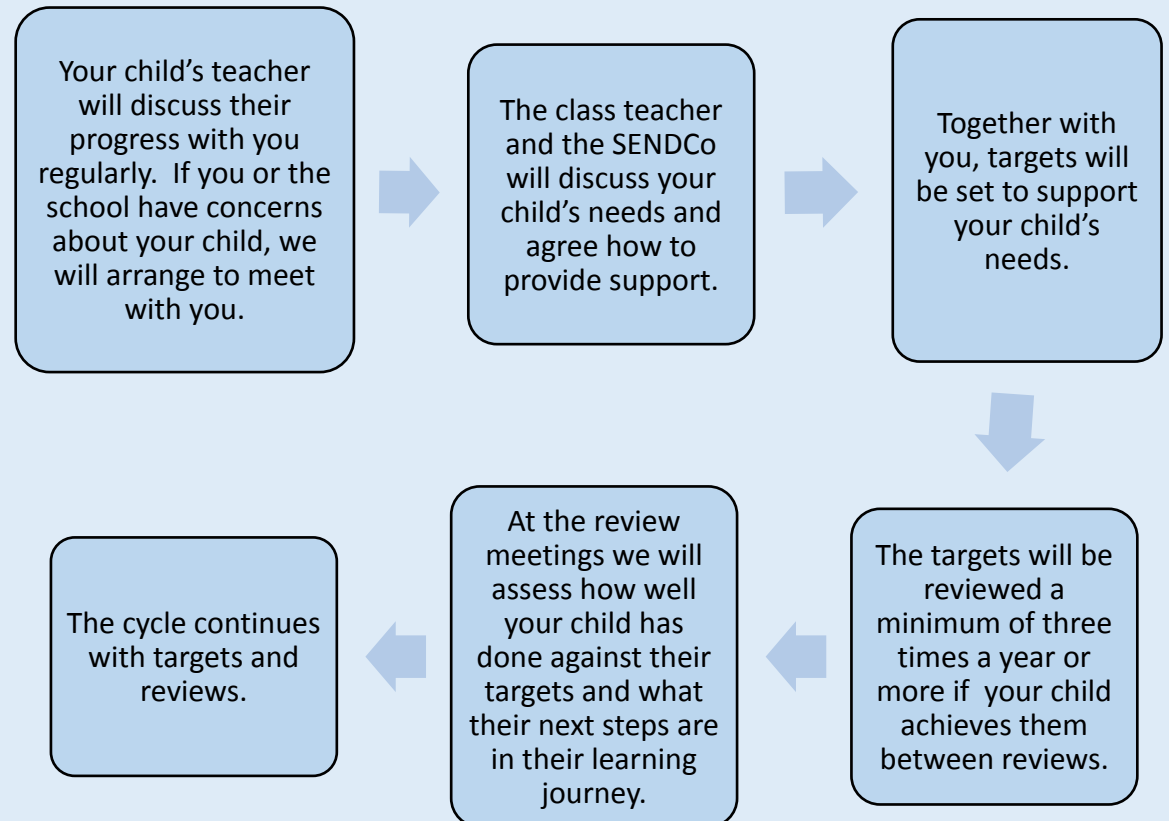 Your child’s teacher
will discuss their
progress with you
regularly.  If you or the
school have concerns
about your child, we
will arrange to meet
with you.
The class teacher
and the SENDCo
will discuss your
child’s needs and
agree how to
provide support.
Together with
you, targets will
be set to support
your child’s
needs.
The targets will be
reviewed a
minimum of three
times a year or
more if  your child
achieves them
between reviews.
At the review
meetings we will
assess how well
your child has
done against their
targets and what
their next steps are
in their learning
journey.
The cycle continues
with targets and
reviews.